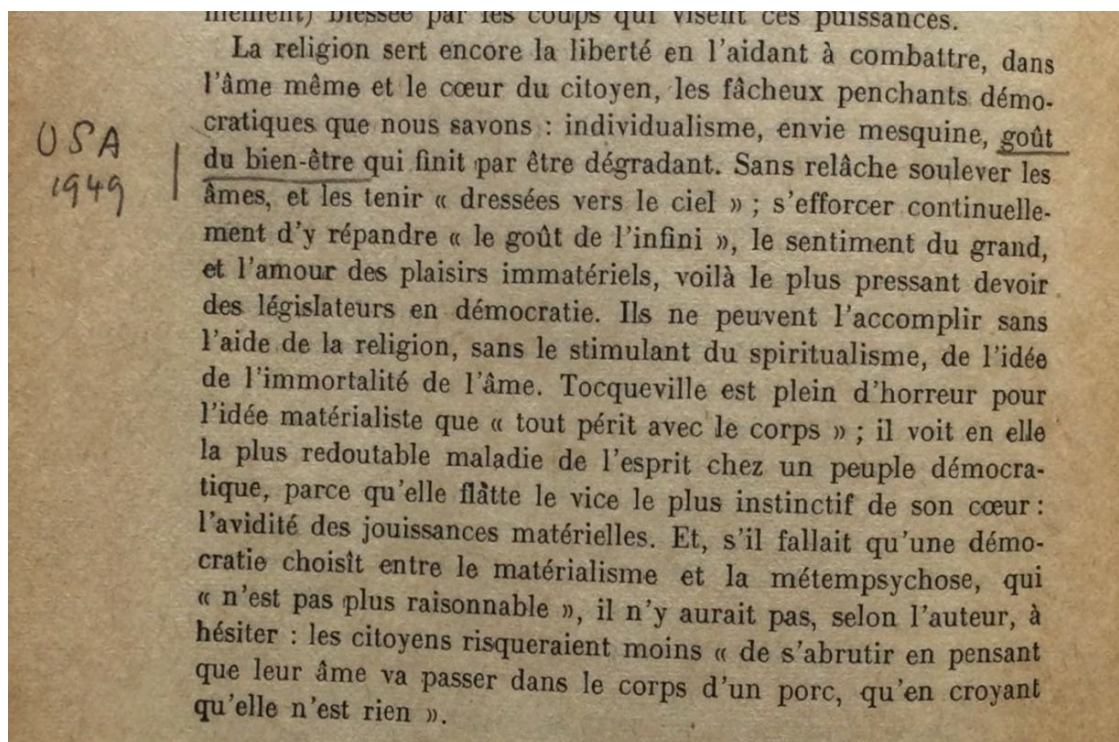 mement) blessée par les coups qui visent ces puissances.
La religion sert encore la liberté en l'aidant à combattre, dans
l'âme même et le cœur du citoyen, les fâcheux penchants démo-
cratiques que nous savons : individualisme, envie mesquine, goût
du bien-être qui finit par être dégradant. Sans relâche soulever les
âmes, et les tenir « dressées vers le ciel » ; s'efforcer continuelle-
ment d'y répandre « le goût de l'infini », le sentiment du grand,
et l'amour des plaisirs immatériels, voilà le plus pressant devoir
des législateurs en démocratie. Ils ne peuvent l'accomplir sans
l'aide de la religion, sans le stimulant du spiritualisme, de l'idée
de l'immortalité de l'âme. Tocqueville est plein d'horreur pour
l'idée matérialiste que « tout périt avec le corps » ; il voit en elle
la plus redoutable maladie de l'esprit chez un peuple démocra-
tique, parce qu'elle flatte le vice le plus instinctif de son cœur :
l'avidité des jouissances matérielles. Et, s'il fallait qu'une démo-
cratie choisît entre le matérialisme et la métempsychose, qui
« n'est pas plus raisonnable », il n'y aurait pas, selon l'auteur, à
hésiter : les citoyens risqueraient moins « de s'abrutir en pensant
que leur âme va passer dans le corps d'un porc, qu'en croyant
qu'elle n'est rien ».
USA
1949